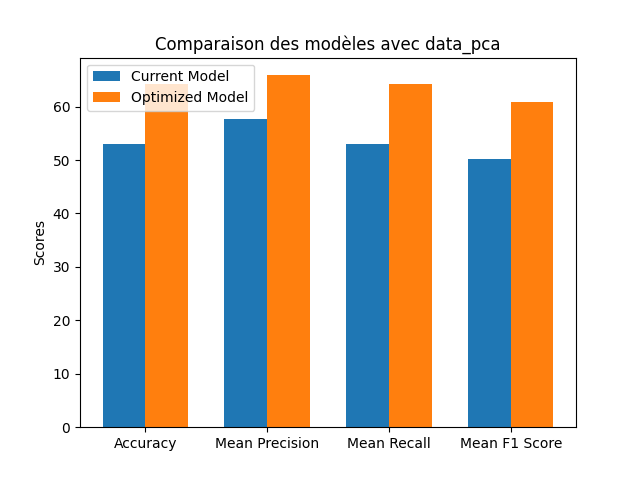 Comparaison des modèles avec data_pca
Current Model
Optimized Model
Scores
60
50
40
30
20
10
0
Accuracy
Mean Precision
Mean Recall
Mean F1 Score